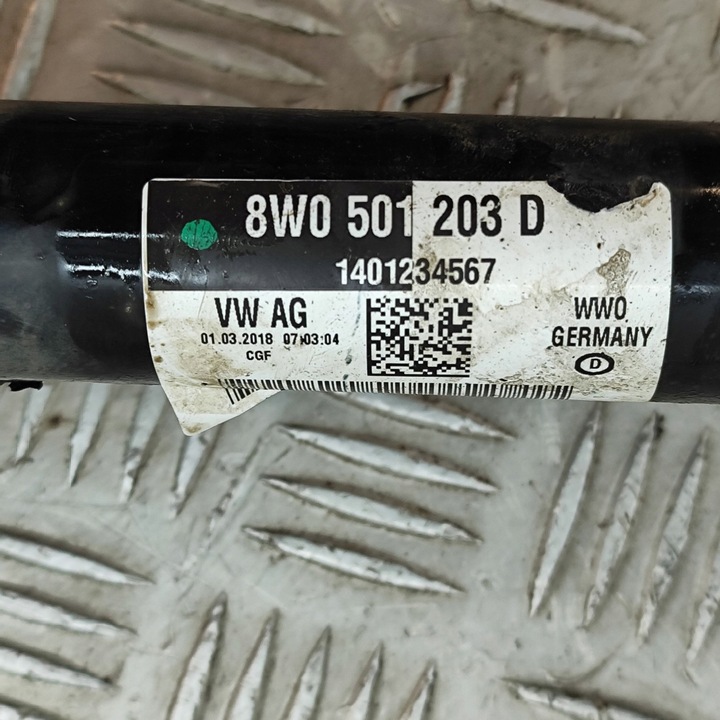 8W0 501 203 D
1401234567
VW AG
01.03.2018 07:03:04
CGF
WWO
GERMANY
D